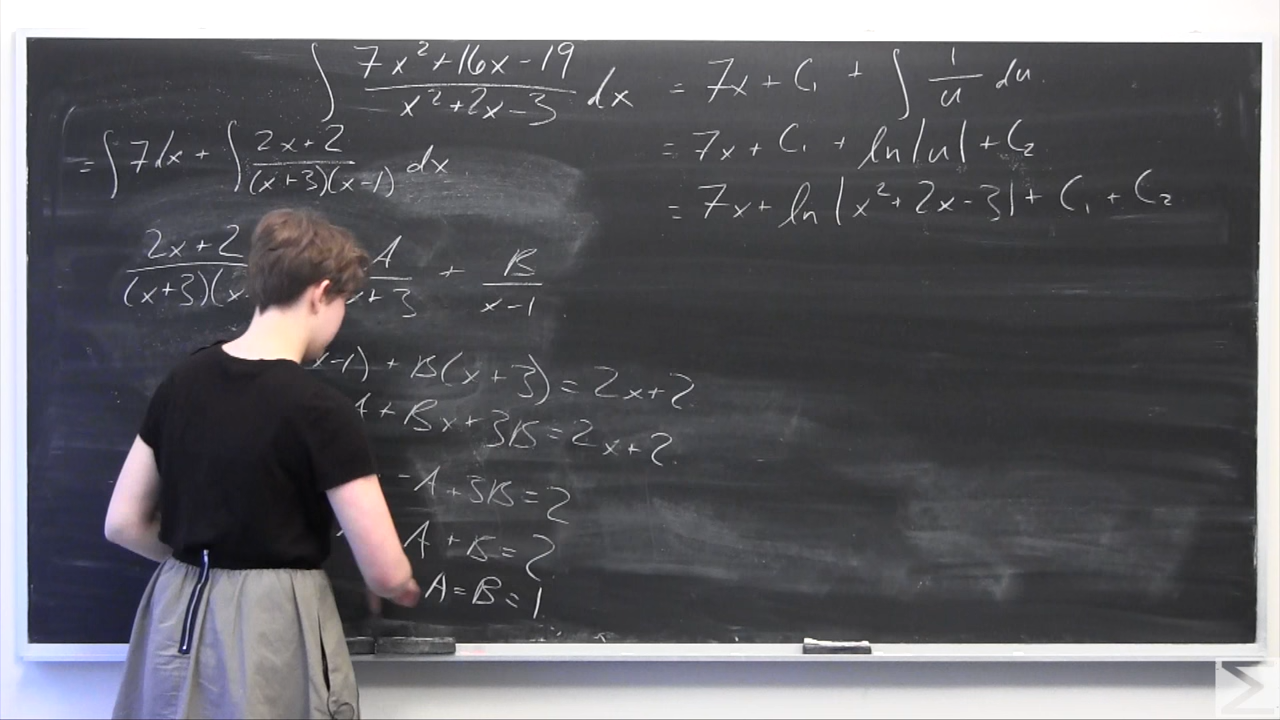 ∫ (7x²+16x-19)/(x²+2x-3) dx = 7x + C₁ + ∫ 1/u du
= ∫ 7dx + ∫ (2x+2)/((x+3)(x-1)) dx
(2x+2)/((x+3)(x A/x+3 + B/(x-1)
x-1) + B(x+3) = 2x+2
A + Bx + 3B = 2x+2
-A + 3B = 2
A + B = 2
A = B = 1
= 7x + C₁ + ln|u| + C₂
= 7x + ln|x²+2x-3| + C₁ + C₂
Σ